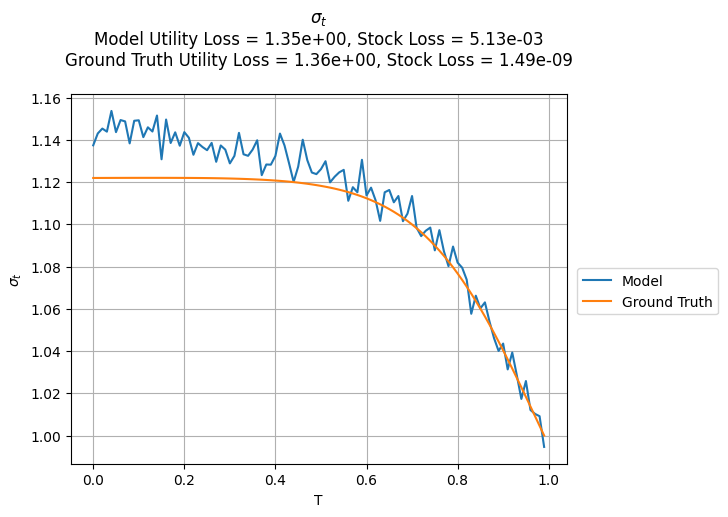 σt
Model Utility Loss = 1.35e+00, Stock Loss = 5.13e-03
Ground Truth Utility Loss = 1.36e+00, Stock Loss = 1.49e-09
1.16
1.14
1.12
1.10
1.08
1.06
1.04
1.02
1.00
σt
0.0
0.2
0.4
0.6
0.8
1.0
T
Model
Ground Truth